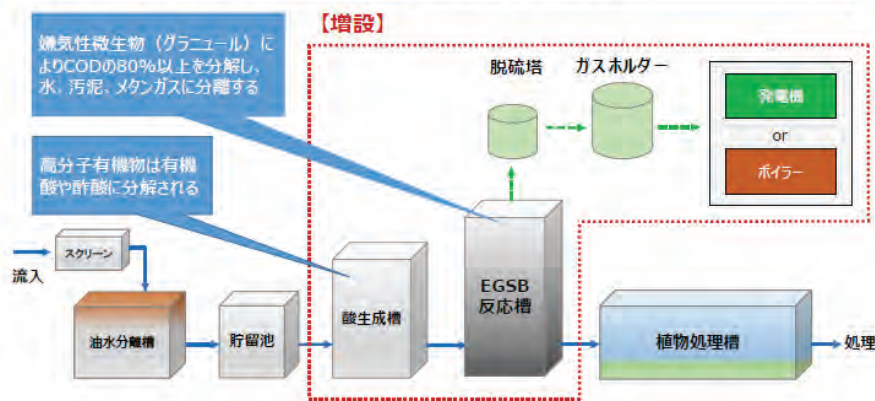 【増設】
嫌気性微生物（グラニュール）に
よりCODの80%以上を分解し、
水、汚泥、メタンガスに分離する
脱硫塔
ガスホルダー
発電機
or
ボイラー
高分子有機物は有機
酸や酢酸に分解される
スクリーン
流入
油水分離槽
貯留池
酸生成槽
EGSB
反応槽
植物処理槽
処理